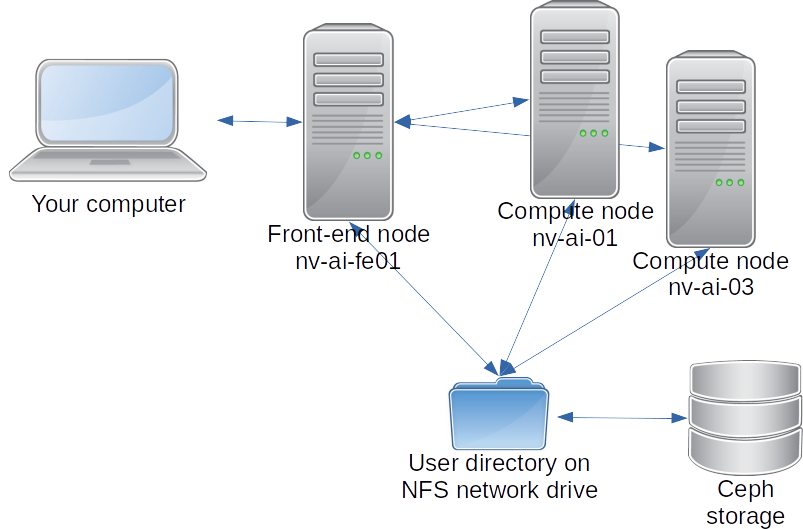 Your computer
Front-end node
nv-ai-fe01
Compute node
nv-ai-01
Compute node
nv-ai-03
User directory on
NFS network drive
Ceph
storage